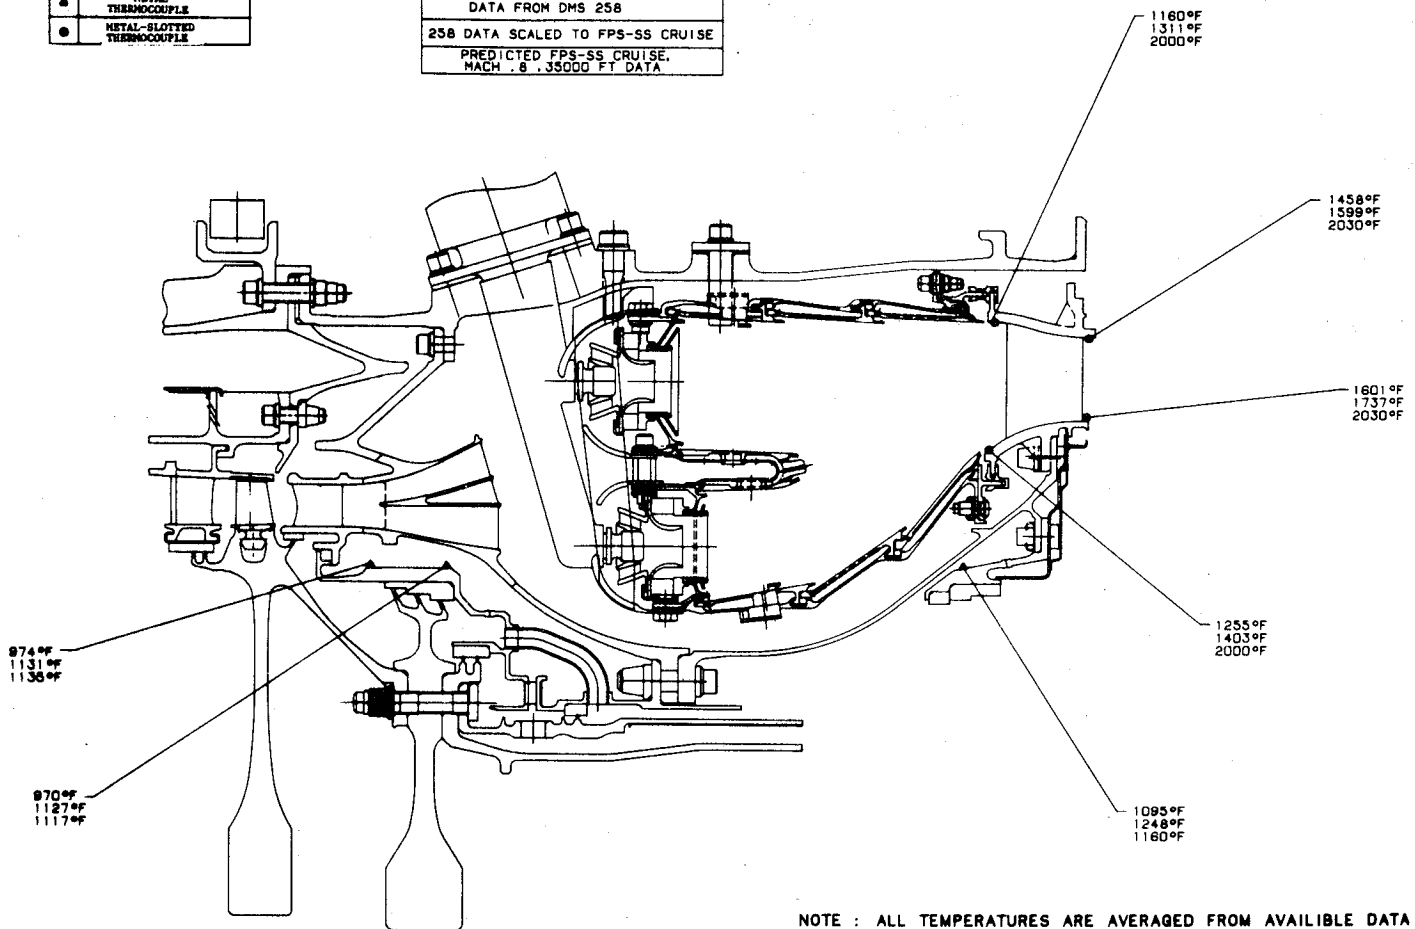 THERMOCOUPLE
METAL-SLOTTED
THERMOCOUPLE
DATA FROM DMS 258
258 DATA SCALED TO FPS-SS CRUISE
PREDICTED FPS-SS CRUISE,
MACH .8 ,35000 FT DATA
1160°F
1311°F
2000°F
1458°F
1599°F
2030°F
1601°F
1737°F
2030°F
974°F
1131°F
1138°F
1255°F
1403°F
2000°F
970°F
1127°F
1117°F
1095°F
1248°F
1160°F
NOTE : ALL TEMPERATURES ARE AVERAGED FROM AVAILIBLE DATA